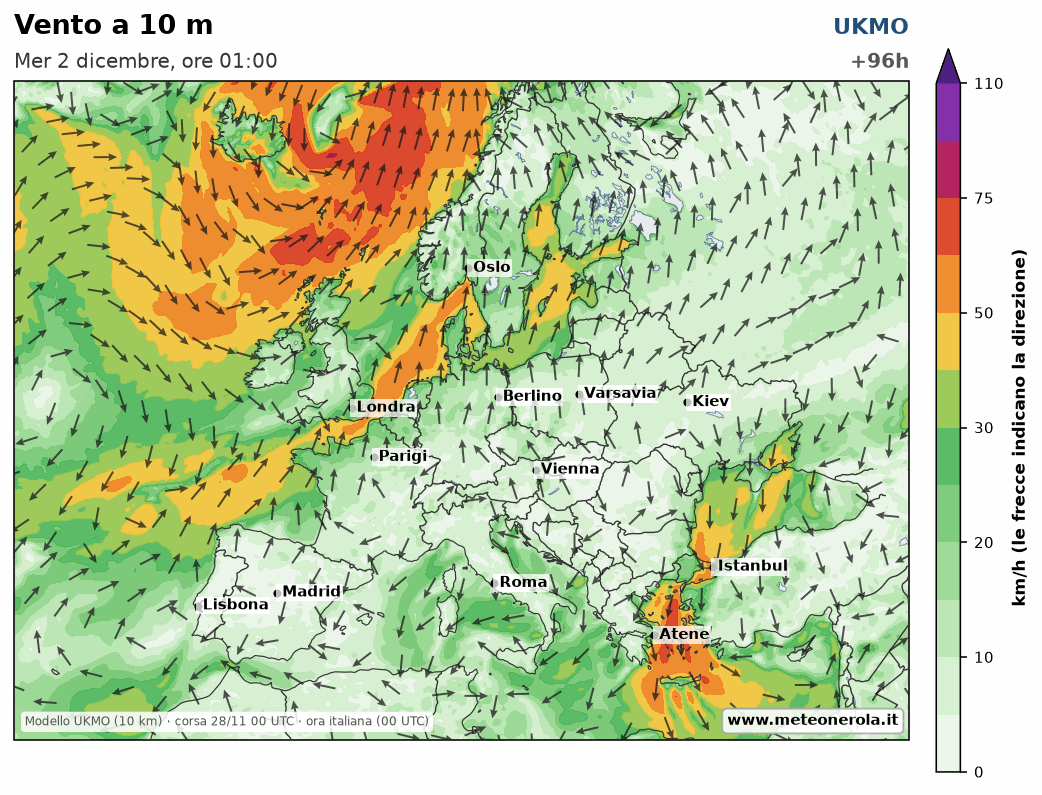 Vento a 10 m
UKMO
Mer 2 dicembre, ore 01:00
+96h
Oslo
Londra
Berlino
Varsavia
Kiev
Parigi
Vienna
Istanbul
Roma
Madrid
Lisbona
Atene
Modello UKMO (10 km) · corsa 28/11 00 UTC · ora italiana (00 UTC)
www.meteonerola.it
110
75
50
30
20
10
0
km/h (le frecce indicano la direzione)